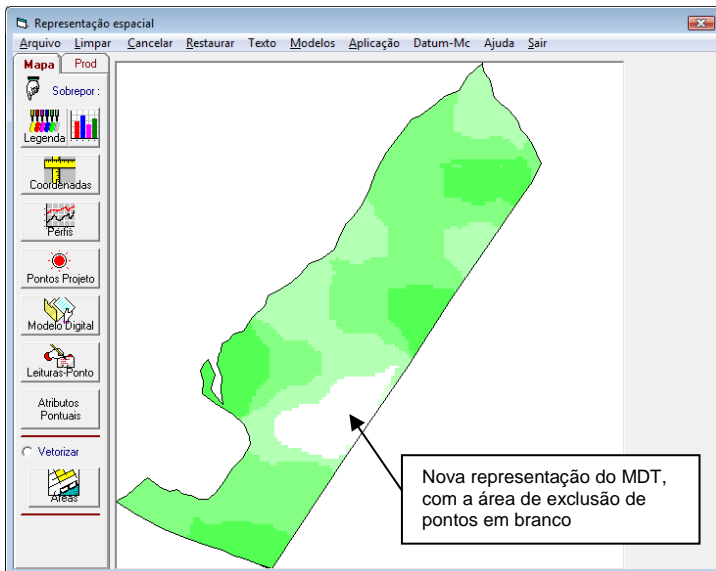 Representação espacial
Arquivo Limpar Cancelar Restaurar Texto Modelos Aplicação Datum-Mc Ajuda Sair
Mapa Prod
Sobrepor :
Legenda
Coordenadas
Pérfis
Pontos Projeto
Modelo Digital
Leituras-Ponto
Atributos
Pontuais
Vetorizar
Áreas
Nova representação do MDT,
com a área de exclusão de
pontos em branco